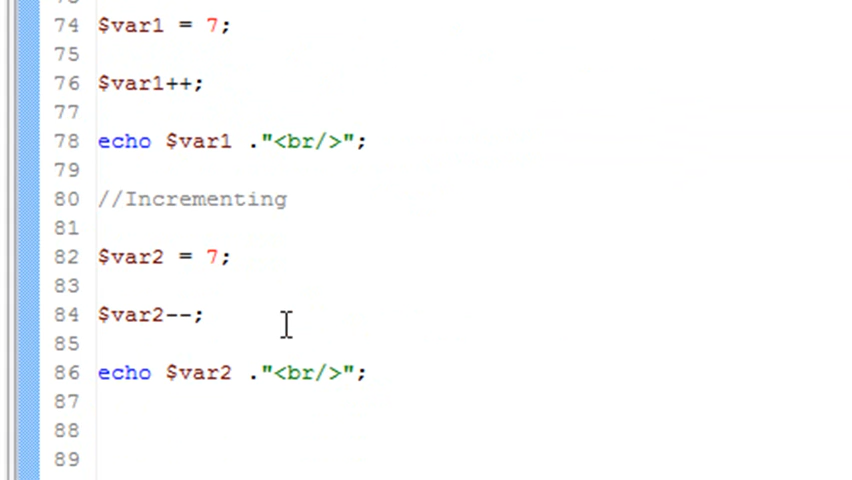 74 $var1 = 7;
75
76 $var1++;
77
78 echo $var1 ."<br/>";
79
80 //Incrementing
81
82 $var2 = 7;
83
84 $var2--;
85
86 echo $var2 ."<br/>";
87
88
89